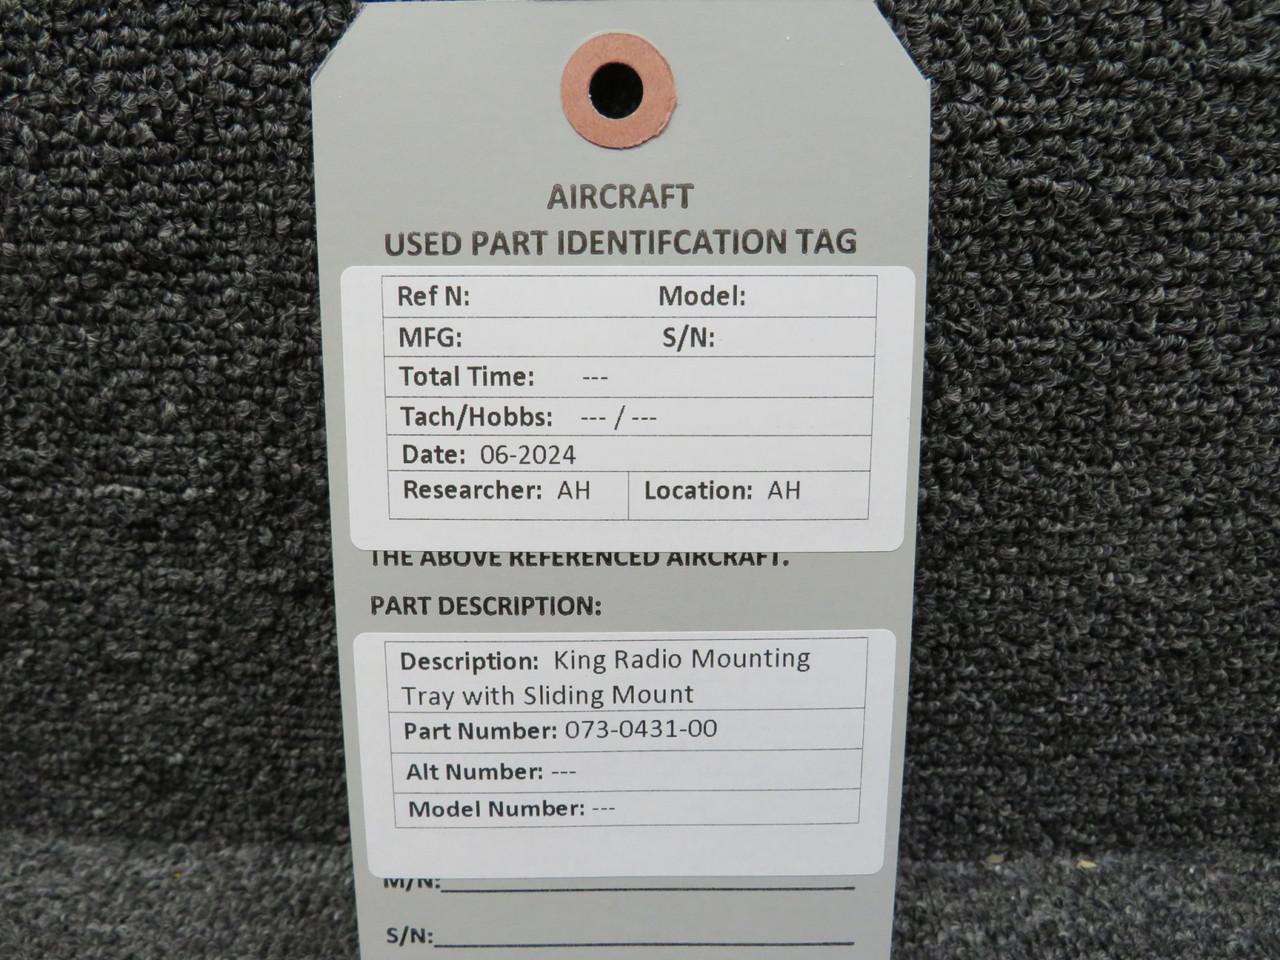 AIRCRAFT
USED PART IDENTIFCATION TAG
Ref N: Model:
MFG: S/N:
Total Time: ---
Tach/Hobbs: --- / ---
Date: 06-2024
Researcher: AH Location: AH
THE ABOVE REFERENCED AIRCRAFT.
PART DESCRIPTION:
Description: King Radio Mounting
Tray with Sliding Mount
Part Number: 073-0431-00
Alt Number: ---
Model Number: ---
M/N:
S/N: